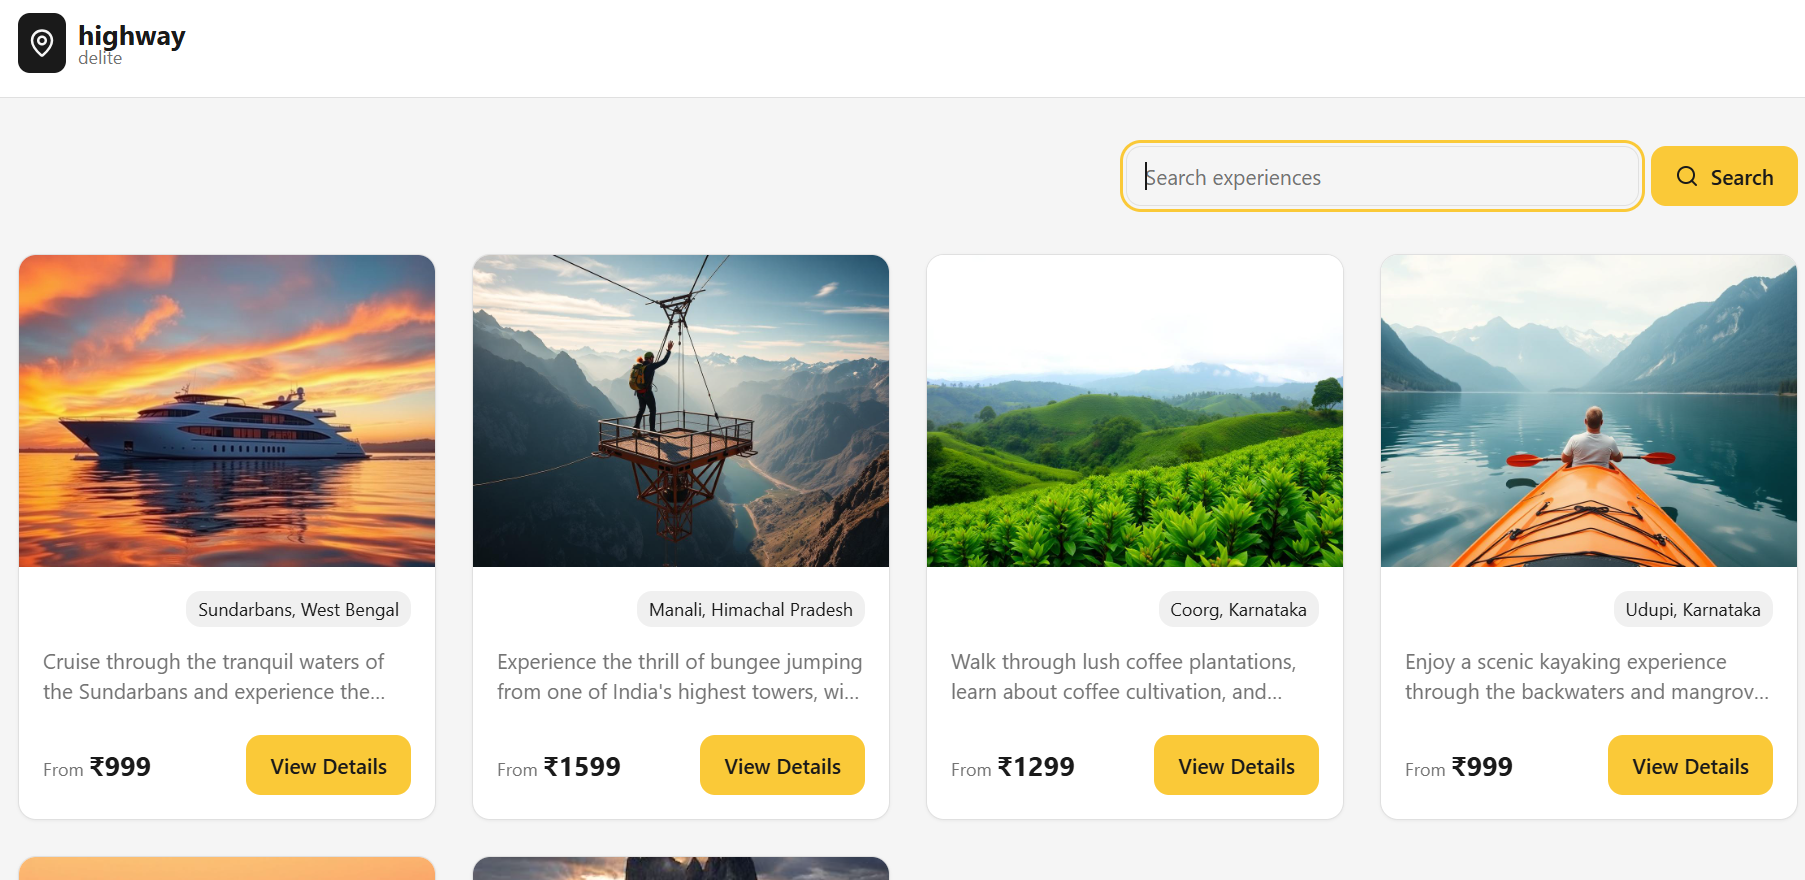 highway
delite
Search experiences
Search
Sundarbans, West Bengal
Cruise through the tranquil waters of
the Sundarbans and experience the...
From ₹999
View Details
Manali, Himachal Pradesh
Experience the thrill of bungee jumping
from one of India's highest towers, wi...
From ₹1599
View Details
Coorg, Karnataka
Walk through lush coffee plantations,
learn about coffee cultivation, and...
From ₹1299
View Details
Udupi, Karnataka
Enjoy a scenic kayaking experience
through the backwaters and mangrov...
From ₹999
View Details